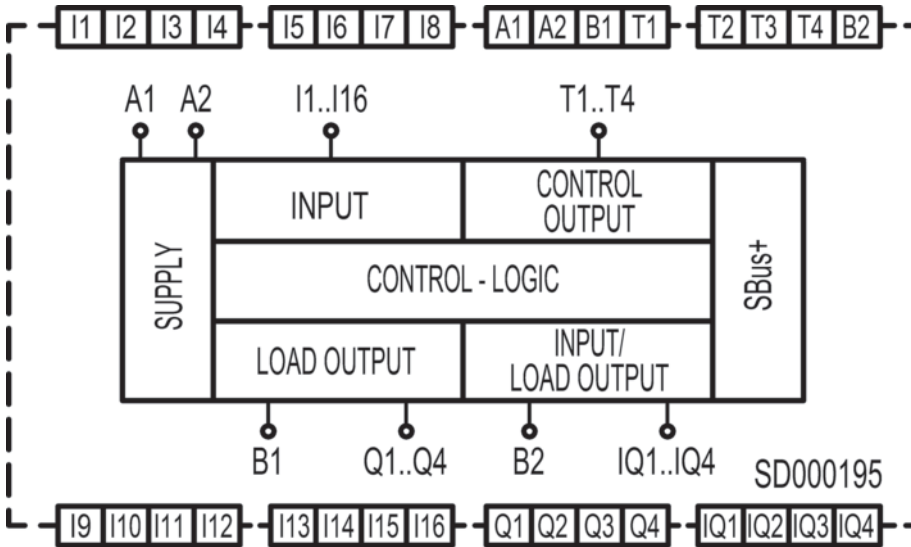 I1 I2 I3 I4 I5 I6 I7 I8 A1 A2 B1 T1 T2 T3 T4 B2
A1 A2 I1..I16 T1..T4
SUPPLY
INPUT
CONTROL
OUTPUT
CONTROL - LOGIC
LOAD OUTPUT
INPUT/
LOAD OUTPUT
SBus+
B1 Q1..Q4 B2 IQ1..IQ4
SD000195
I9 I10 I11 I12 I13 I14 I15 I16 Q1 Q2 Q3 Q4 IQ1 IQ2 IQ3 IQ4